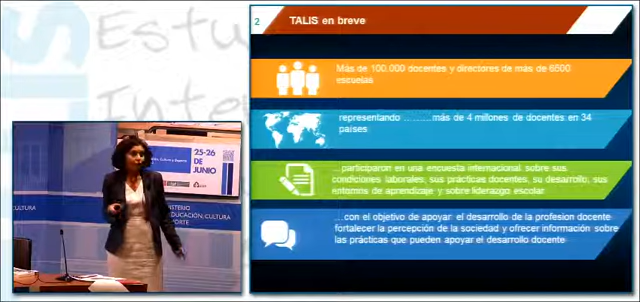 Estu
Inte
2 TALIS en breve
Más de 100.000 docentes y directores de más de 6500
escuelas
representando ........más de 4 millones de docentes en 34
países
...participaron en una encuesta internacional sobre sus
condiciones laborales, sus prácticas docentes, su desarrollo, sus
entornos de aprendizaje y sobre liderazgo escolar
...con el objetivo de apoyar el desarrollo de la profesion docente
fortalecer la percepción de la sociedad y ofrecer información sobre
las prácticas que pueden apoyar el desarrollo docente
25-26
DE
JUNIO
CULTURA
EDUCACIÓN, CULTURA